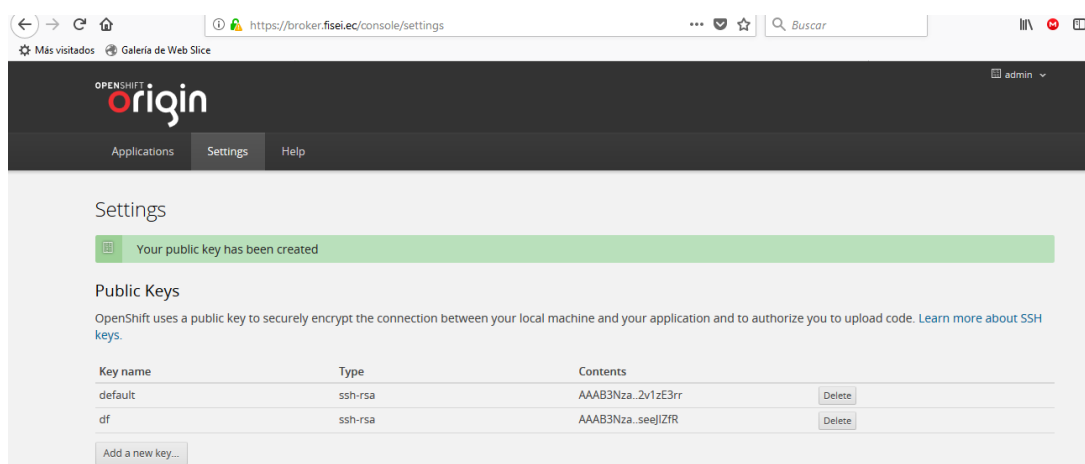 https://broker.fisei.ec/console/settings
Buscar
Más visitados Galería de Web Slice
OPENSHIFT
origin
admin
Applications Settings Help
Settings
Your public key has been created
Public Keys
OpenShift uses a public key to securely encrypt the connection between your local machine and your application and to authorize you to upload code. Learn more about SSH
keys.
Key name Type Contents
default ssh-rsa AAAB3Nza..2v1zE3rr Delete
df ssh-rsa AAAB3Nza..seeJIZfR Delete
Add a new key...